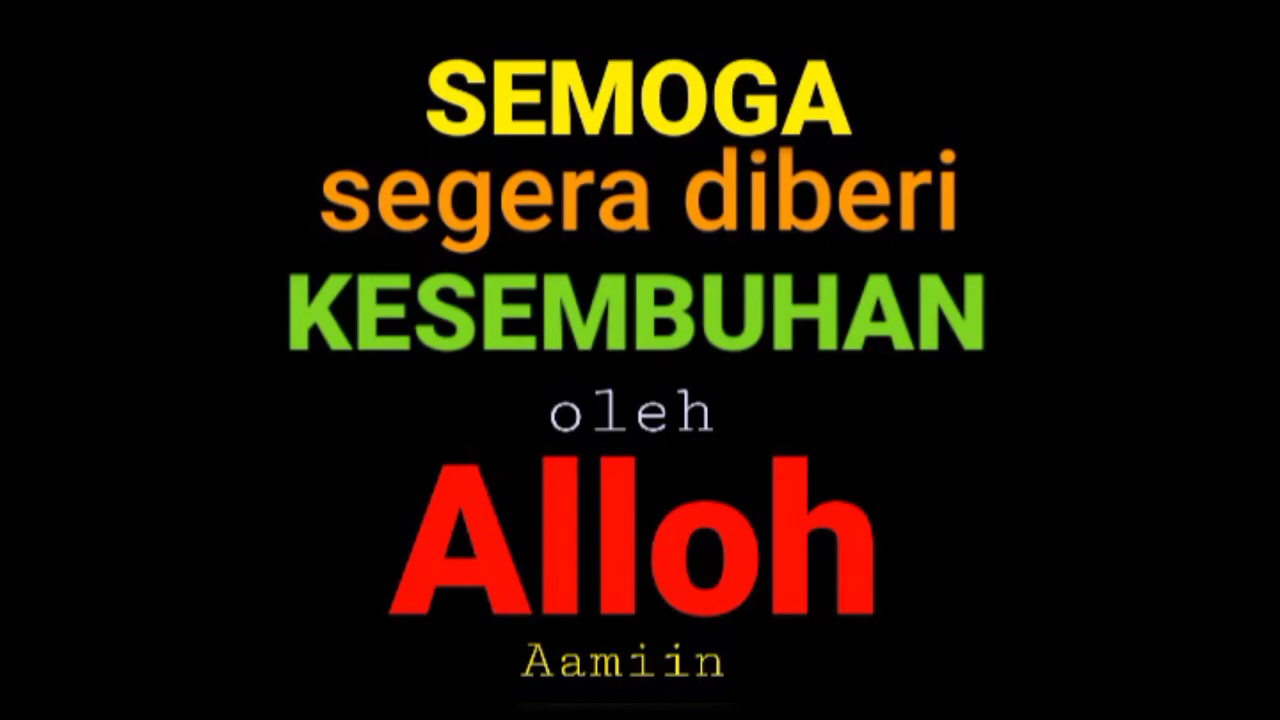 SEMOGA
segera diberi
KESEMBUHAN
oleh
Alloh
Aamiin